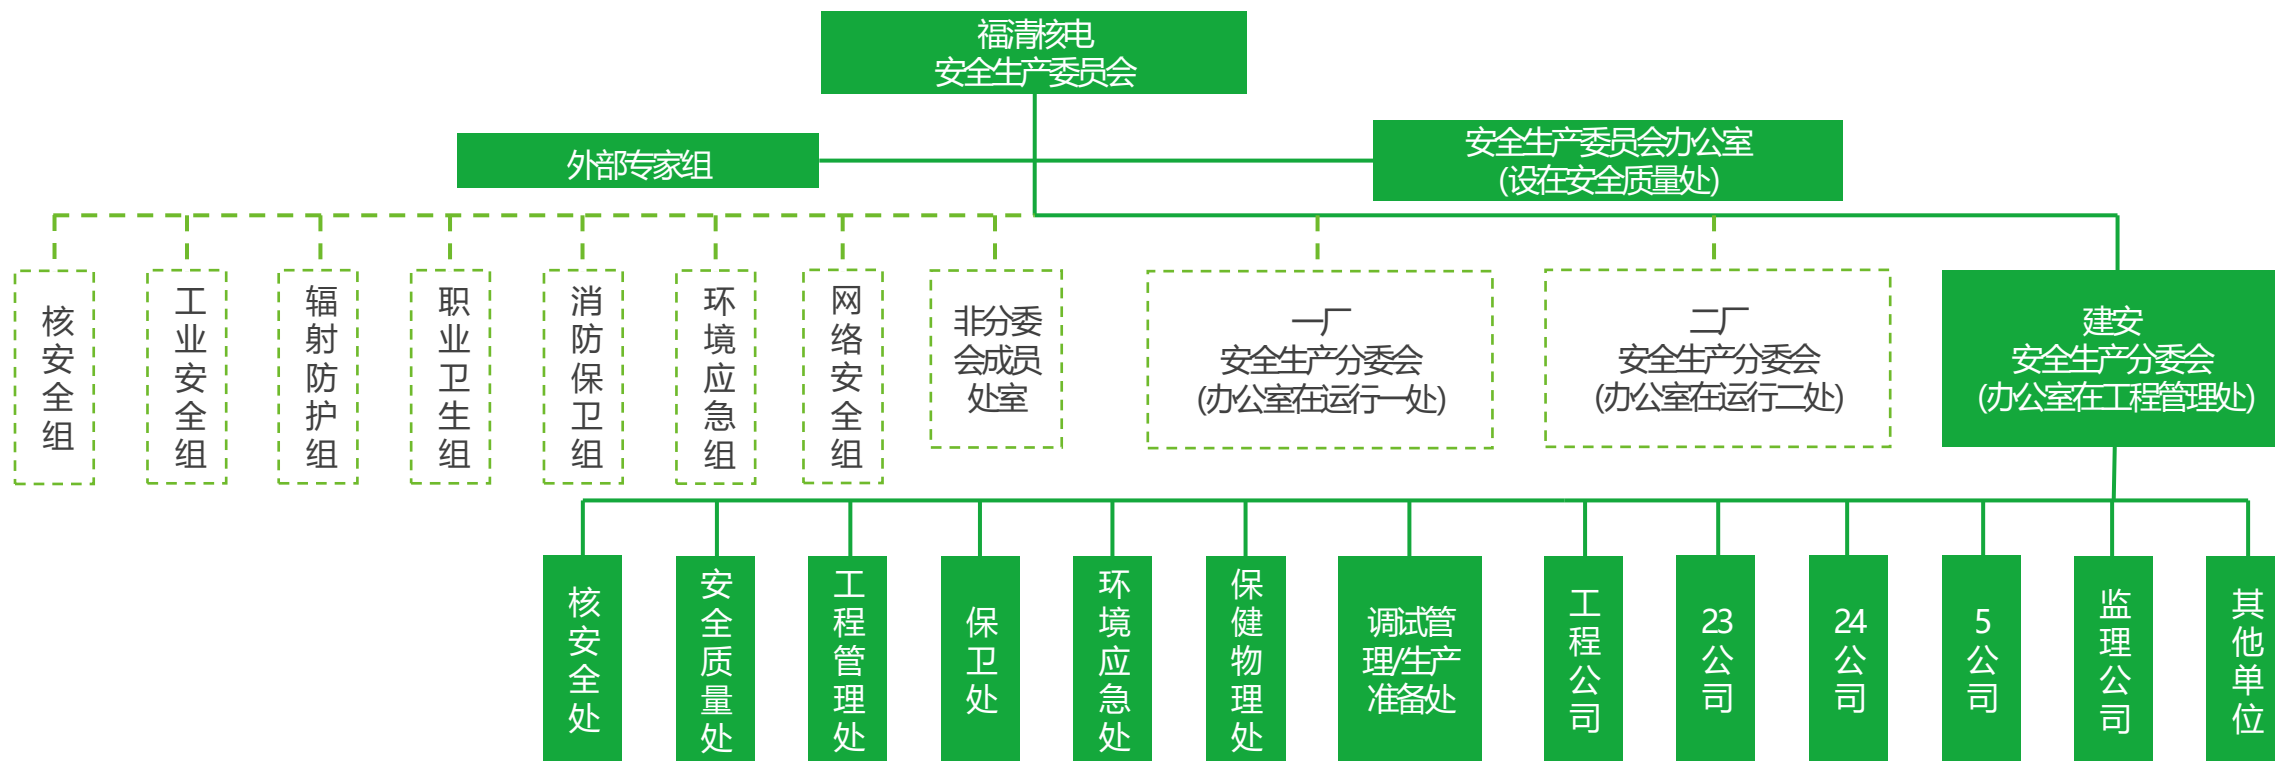 福清核电
安全生产委员会
外部专家组
安全生产委员会办公室
(设在安全质量处)
核安全组
工业安全组
辐射防护组
职业卫生组
消防保卫组
环境应急组
网络安全组
非分委
会成员
处室
一厂
安全生产分委会
(办公室在运行一处)
二厂
安全生产分委会
(办公室在运行二处)
建安
安全生产分委会
(办公室在工程管理处)
核安全处
安全质量处
工程管理处
保卫处
环境应急处
保健物理处
调试管
理/生产
准备处
工程公司
23公司
24公司
5公司
监理公司
其他单位